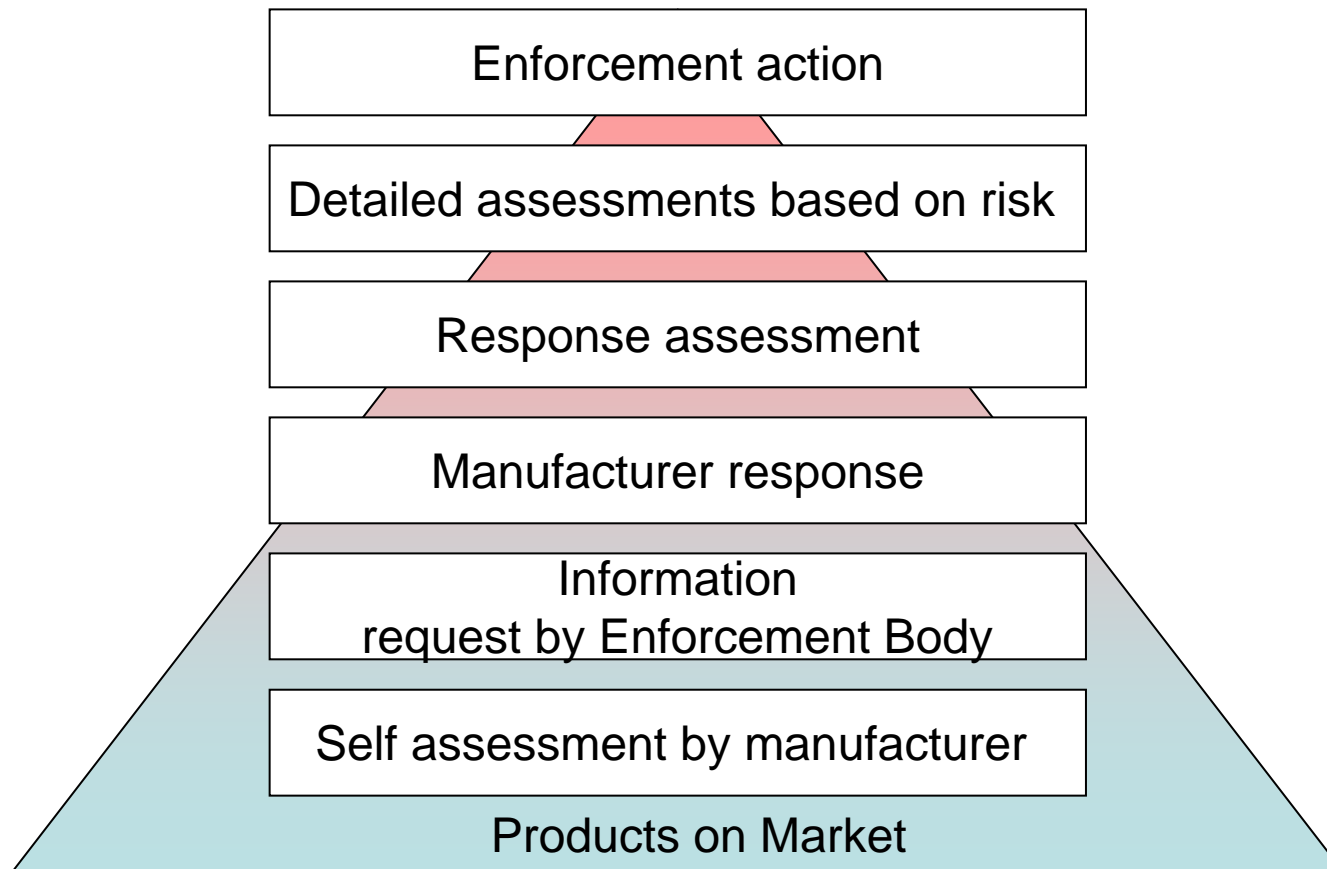 Enforcement action
Detailed assessments based on risk
Response assessment
Manufacturer response
Information
request by Enforcement Body
Self assessment by manufacturer
Products on Market